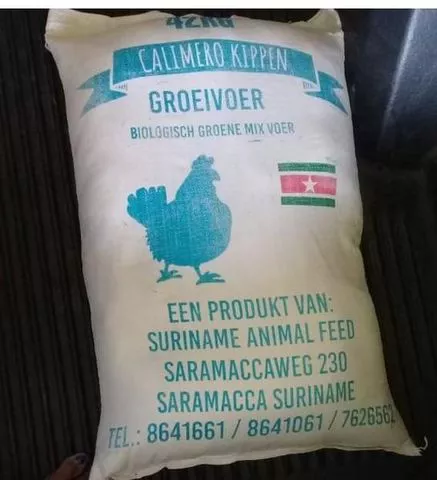 42KG
CALIMERO KIPPEN
GROEIVOER
BIOLOGISCH GROENE MIX VOER
EEN PRODUKT VAN:
SURINAME ANIMAL FEED
SARAMACCAWEG 230
SARAMACCA SURINAME
TEL.: 8641661 / 8641061 / 7626562